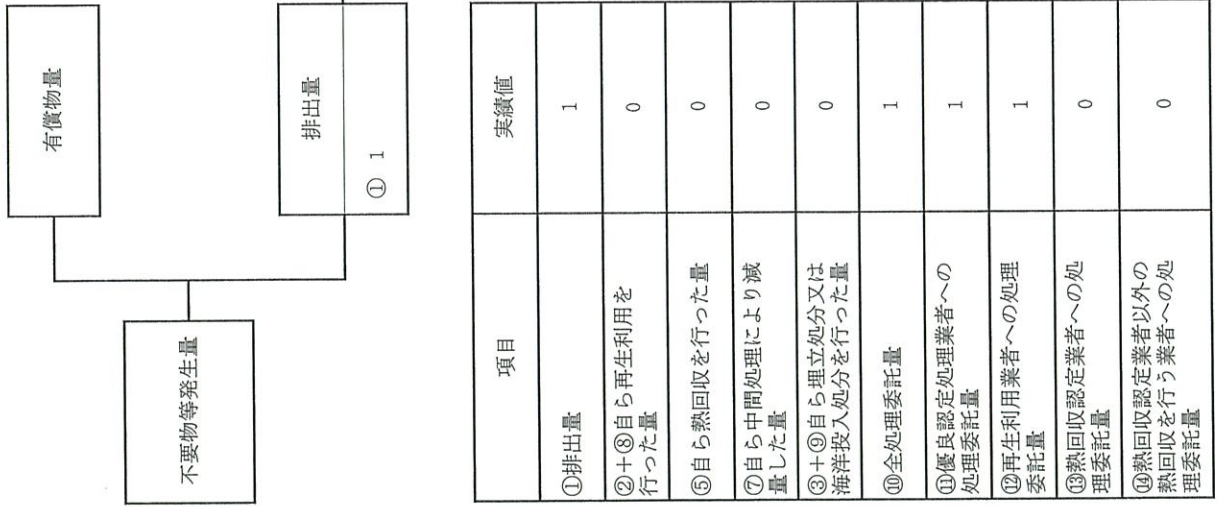 不要物等発生量
有償物量
排出量
① 1
項目
実績値
①排出量
1
②+⑧自ら再生利用を
行った量
0
⑤自ら熱回収を行った量
0
⑦自ら中間処理により減
量した量
0
③+⑨自ら埋立処分又は
海洋投入処分を行った量
0
⑩全処理委託量
1
⑪優良認定処理業者への
処理委託量
1
⑫再生利用業者への処理
委託量
1
⑬熱回収認定業者への処
理委託量
0
⑭熱回収認定業者以外の
熱回収を行う業者への処
理委託量
0